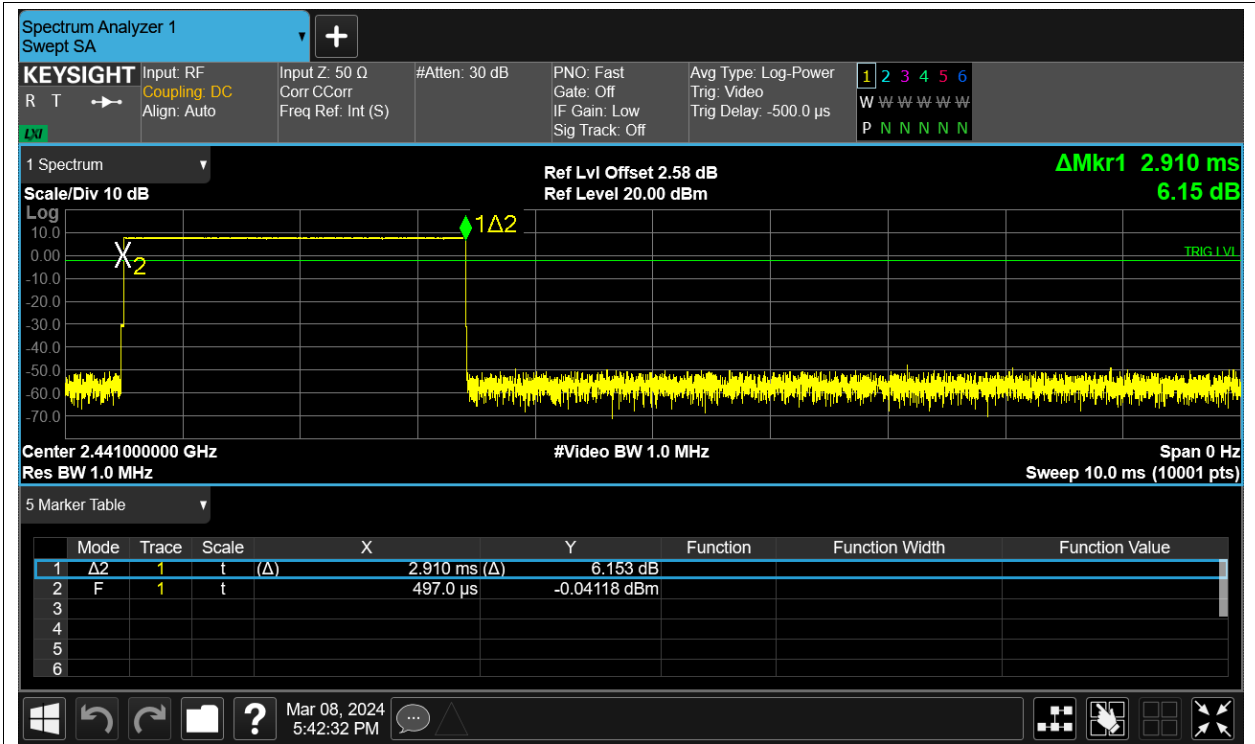 Spectrum Analyzer 1
Swept SA
▼
+
KEYSIGHT
R T
LXI
Input: RF
Coupling: DC
Align: Auto
Input Z: 50 Ω
Corr CCorr
Freq Ref: Int (S)
#Atten: 30 dB
PNO: Fast
Gate: Off
IF Gain: Low
Sig Track: Off
Avg Type: Log-Power
Trig: Video
Trig Delay: -500.0 µs
1 2 3 4 5 6
W W W W W W
P N N N N N
1 Spectrum ▼
Scale/Div 10 dB
Ref Lvl Offset 2.58 dB
Ref Level 20.00 dBm
ΔMkr1 2.910 ms
6.15 dB
Log
10.0
0.00
-10.0
-20.0
-30.0
-40.0
-50.0
-60.0
-70.0
X2
1Δ2
TRIG LVL
Center 2.441000000 GHz
Res BW 1.0 MHz
#Video BW 1.0 MHz
Span 0 Hz
Sweep 10.0 ms (10001 pts)
5 Marker Table ▼
Mode Trace Scale X Y Function Function Width Function Value
1 Δ2 1 t (Δ) 2.910 ms (Δ) 6.153 dB
2 F 1 t 497.0 µs -0.04118 dBm
3
4
5
6
?
Mar 08, 2024
5:42:32 PM